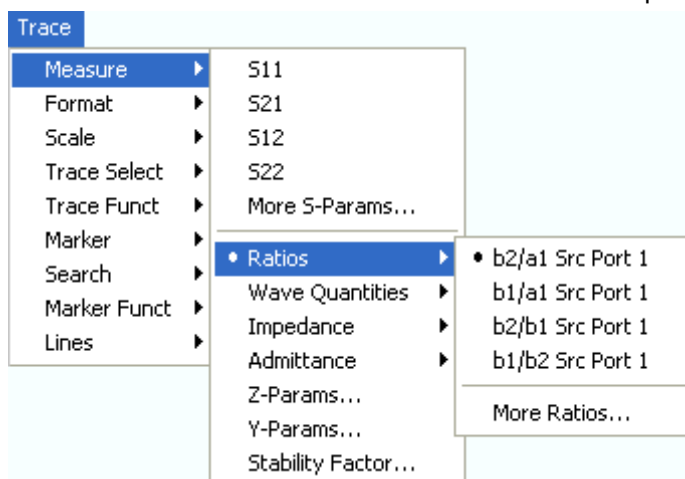 Trace
Measure
Format
Scale
Trace Select
Trace Funct
Marker
Search
Marker Funct
Lines
S11
S21
S12
S22
More S-Params...
Ratios
Wave Quantities
Impedance
Admittance
Z-Params...
Y-Params...
Stability Factor...
b2/a1 Src Port 1
b1/a1 Src Port 1
b2/b1 Src Port 1
b1/b2 Src Port 1
More Ratios...